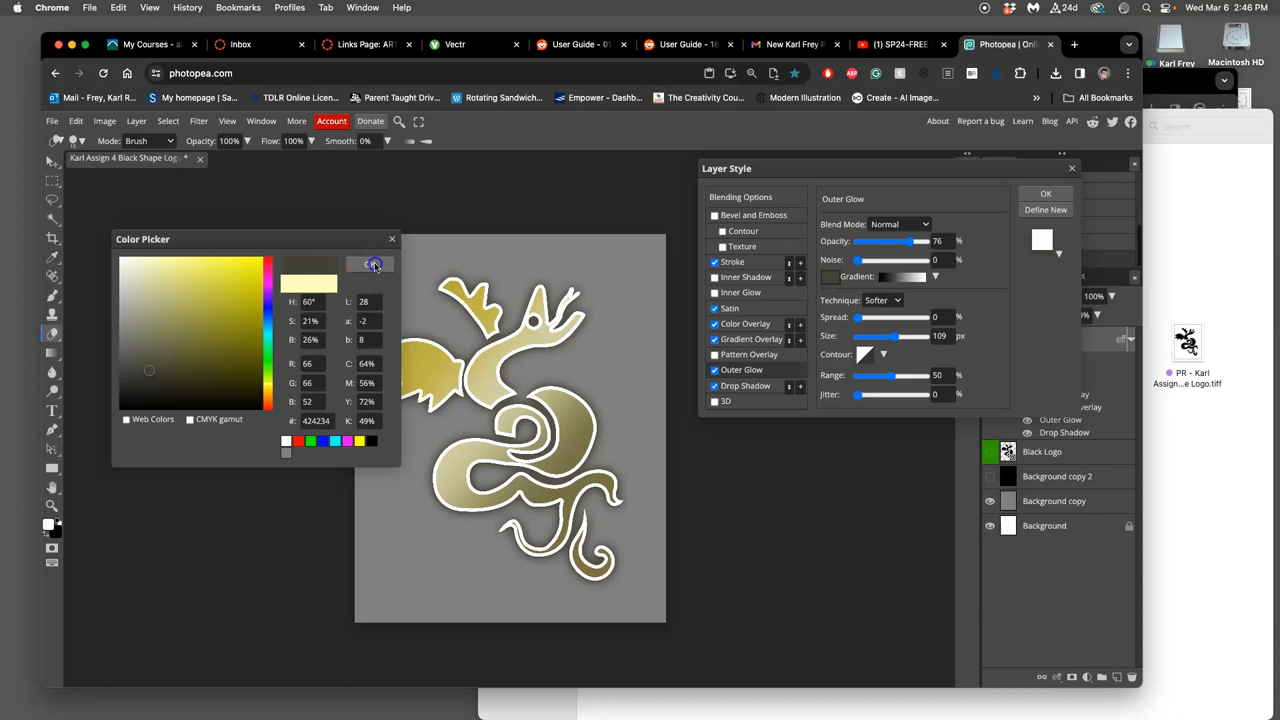 Chrome File Edit View History Bookmarks Profiles Tab Window Help 24d Wed Mar 6 2:46 PM
My Courses - a Inbox Links Page: ART User Guide - 01 User Guide - 18 New Karl Frey P (1) SP24-FREE Photopea | Onli
Vectr
photopea.com
Mail - Frey, Karl R... My homepage | Sa... TDLR Online Licen... Parent Taught Driv... Rotating Sandwich... Empower - Dashb... The Creativity Cou... Modern Illustration Create - AI Image... » All Bookmarks
Karl Frey Macintosh HD
File Edit Image Layer Select Filter View Window More Account Donate About Report a bug Learn Blog API
Mode: Brush Opacity: 100% Flow: 100% Smooth: 0%
Search...
Karl Assign 4 Black Shape Log *
Layer Style
Blending Options
Bevel and Emboss
Contour
Texture
Stroke
Inner Shadow
Inner Glow
Satin
Color Overlay
Gradient Overlay
Pattern Overlay
Outer Glow
Drop Shadow
3D
Outer Glow
Blend Mode: Normal
Opacity: 76 %
Noise: 0 %
Gradient:
Technique: Softer
Spread: 0 %
Size: 109 px
Contour:
Range: 50 %
Jitter: 0 %
OK
Define New
Color Picker
H: 60° L: 28
S: 21% a: -2
B: 26% b: 8
R: 66 C: 64%
G: 66 M: 56%
B: 52 Y: 72%
#: 424234 K: 49%
Web Colors CMYK gamut
100%
eff
Outer Glow
Drop Shadow
Black Logo
Background copy 2
Background copy
Background
eff
PR - Karl
Assign...e Logo.tiff